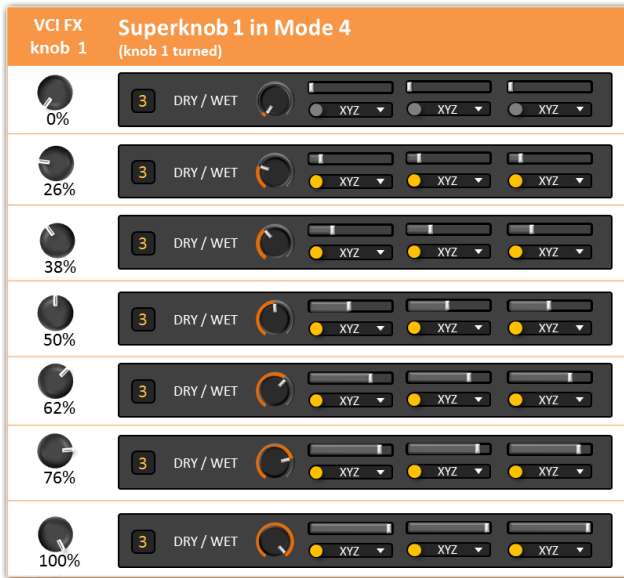 VCI FX Superknob 1 in Mode 4
knob 1 (knob 1 turned)
3 DRY / WET XYZ XYZ XYZ
0%
3 DRY / WET XYZ XYZ XYZ
26%
3 DRY / WET XYZ XYZ XYZ
38%
3 DRY / WET XYZ XYZ XYZ
50%
3 DRY / WET XYZ XYZ XYZ
62%
3 DRY / WET XYZ XYZ XYZ
76%
3 DRY / WET XYZ XYZ XYZ
100%